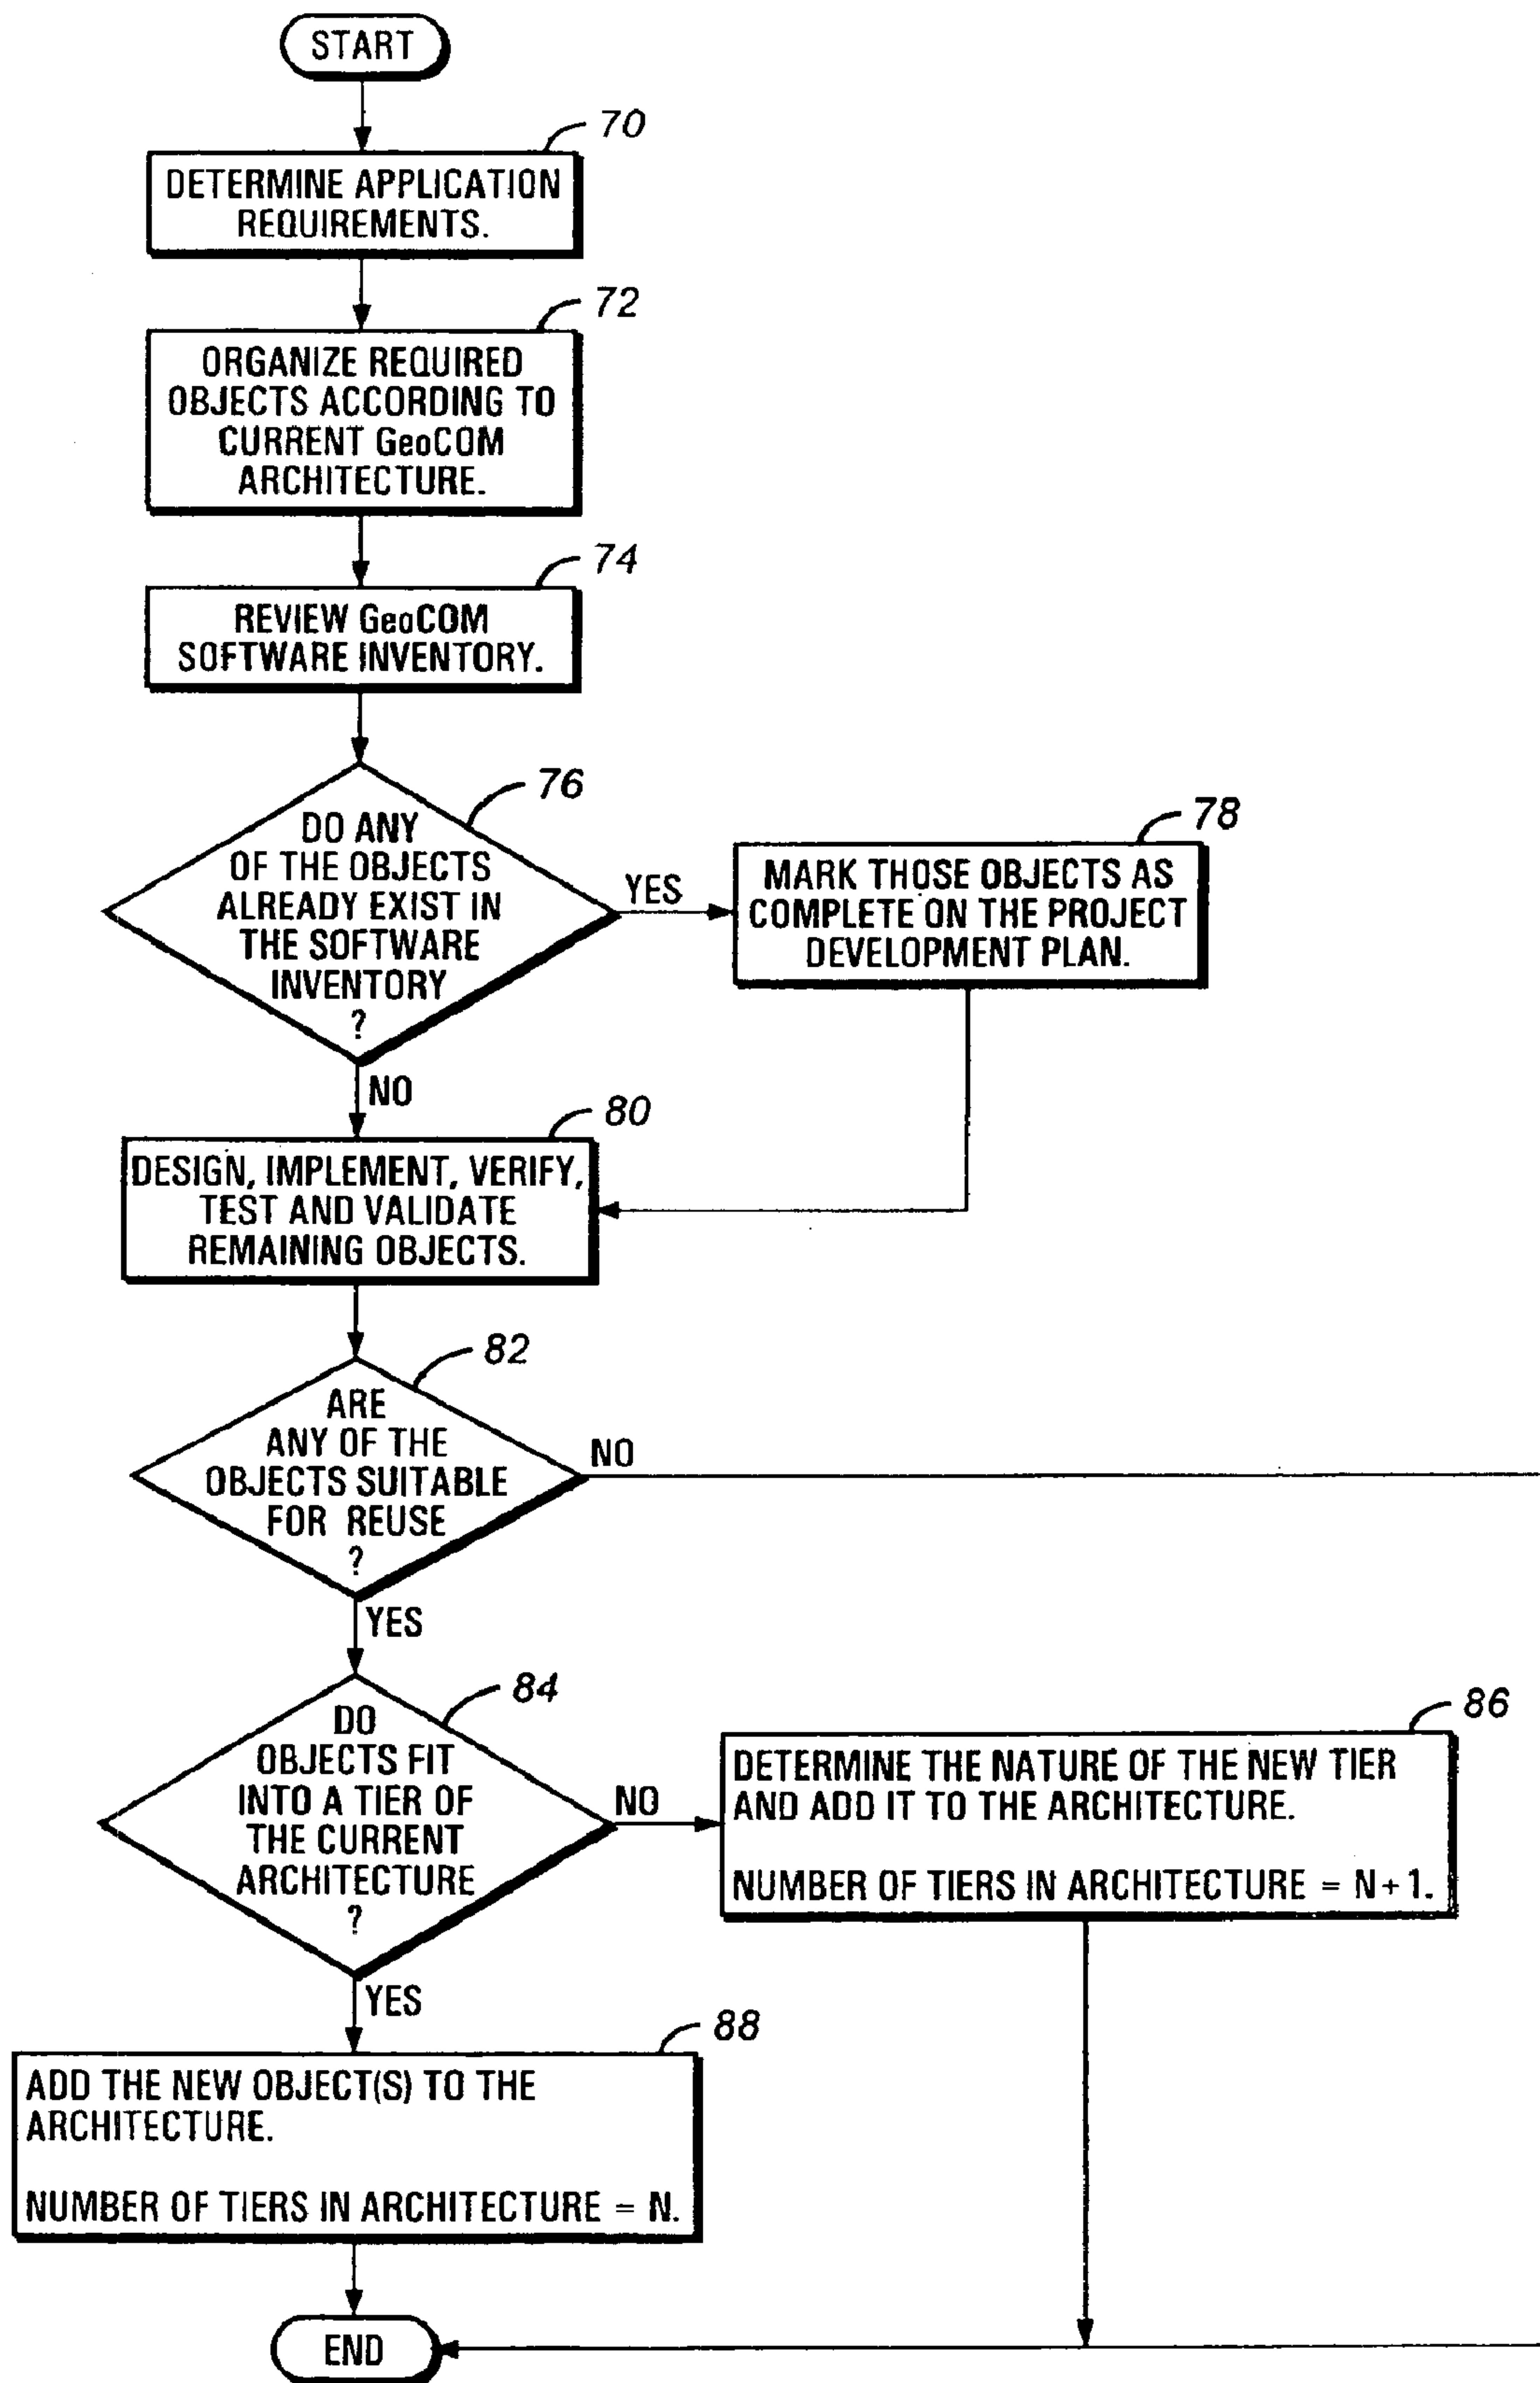 START
70
DETERMINE APPLICATION
REQUIREMENTS.
72
ORGANIZE REQUIRED
OBJECTS ACCORDING TO
CURRENT GeoCOM
ARCHITECTURE.
74
REVIEW GeoCOM
SOFTWARE INVENTORY.
76
DO ANY
OF THE OBJECTS
ALREADY EXIST IN
THE SOFTWARE
INVENTORY
?
YES
78
MARK THOSE OBJECTS AS
COMPLETE ON THE PROJECT
DEVELOPMENT PLAN.
NO
80
DESIGN, IMPLEMENT, VERIFY,
TEST AND VALIDATE
REMAINING OBJECTS.
82
ARE
ANY OF THE
OBJECTS SUITABLE
FOR REUSE
?
NO
YES
84
DO
OBJECTS FIT
INTO A TIER OF
THE CURRENT
ARCHITECTURE
?
NO
86
DETERMINE THE NATURE OF THE NEW TIER
AND ADD IT TO THE ARCHITECTURE.
NUMBER OF TIERS IN ARCHITECTURE = N+1.
YES
88
ADD THE NEW OBJECT(S) TO THE
ARCHITECTURE.
NUMBER OF TIERS IN ARCHITECTURE = N.
END